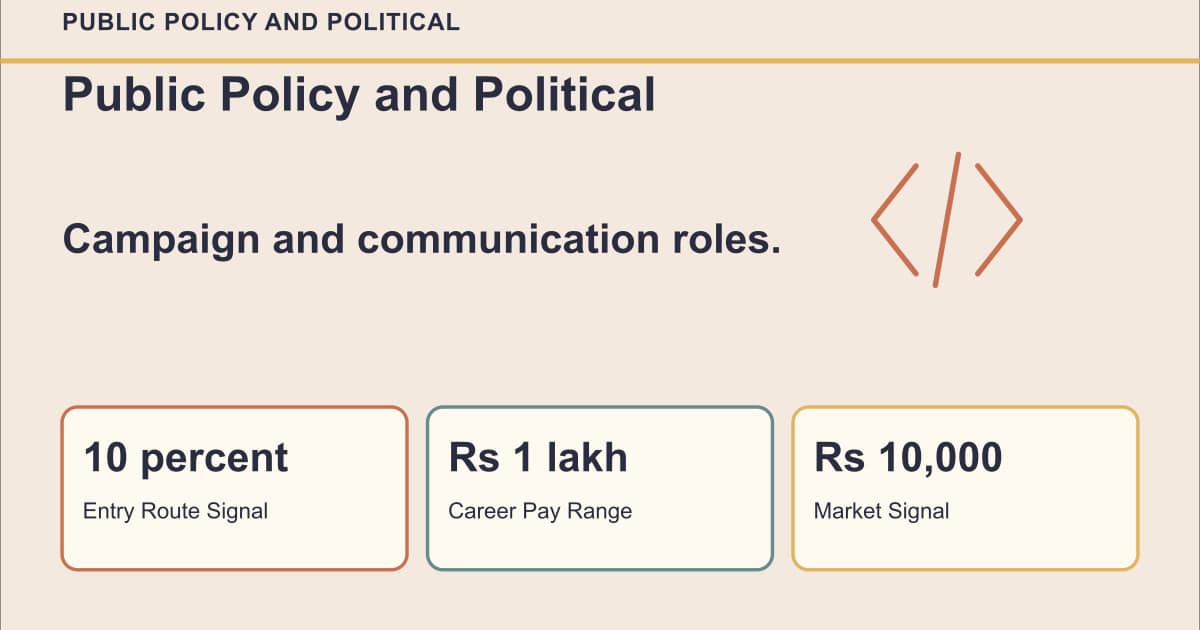 PUBLIC POLICY AND POLITICAL
Public Policy and Political
Campaign and communication roles.
10 percent
Entry Route Signal
Rs 1 lakh
Career Pay Range
Rs 10,000
Market Signal